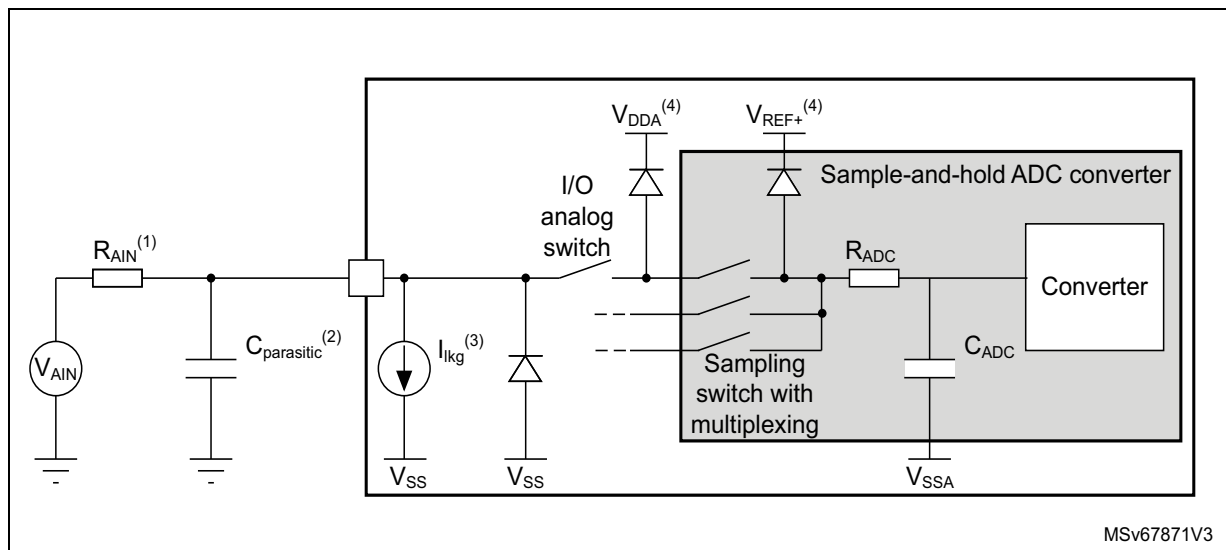 V_DDA(4)
V_REF+(4)
Sample-and-hold ADC converter
I/O
analog
switch
R_AIN(1)
R_ADC
Converter
V_AIN
C_parasitic(2)
I_lkg(3)
C_ADC
Sampling
switch with
multiplexing
V_SS
V_SS
V_SSA
MSv67871V3